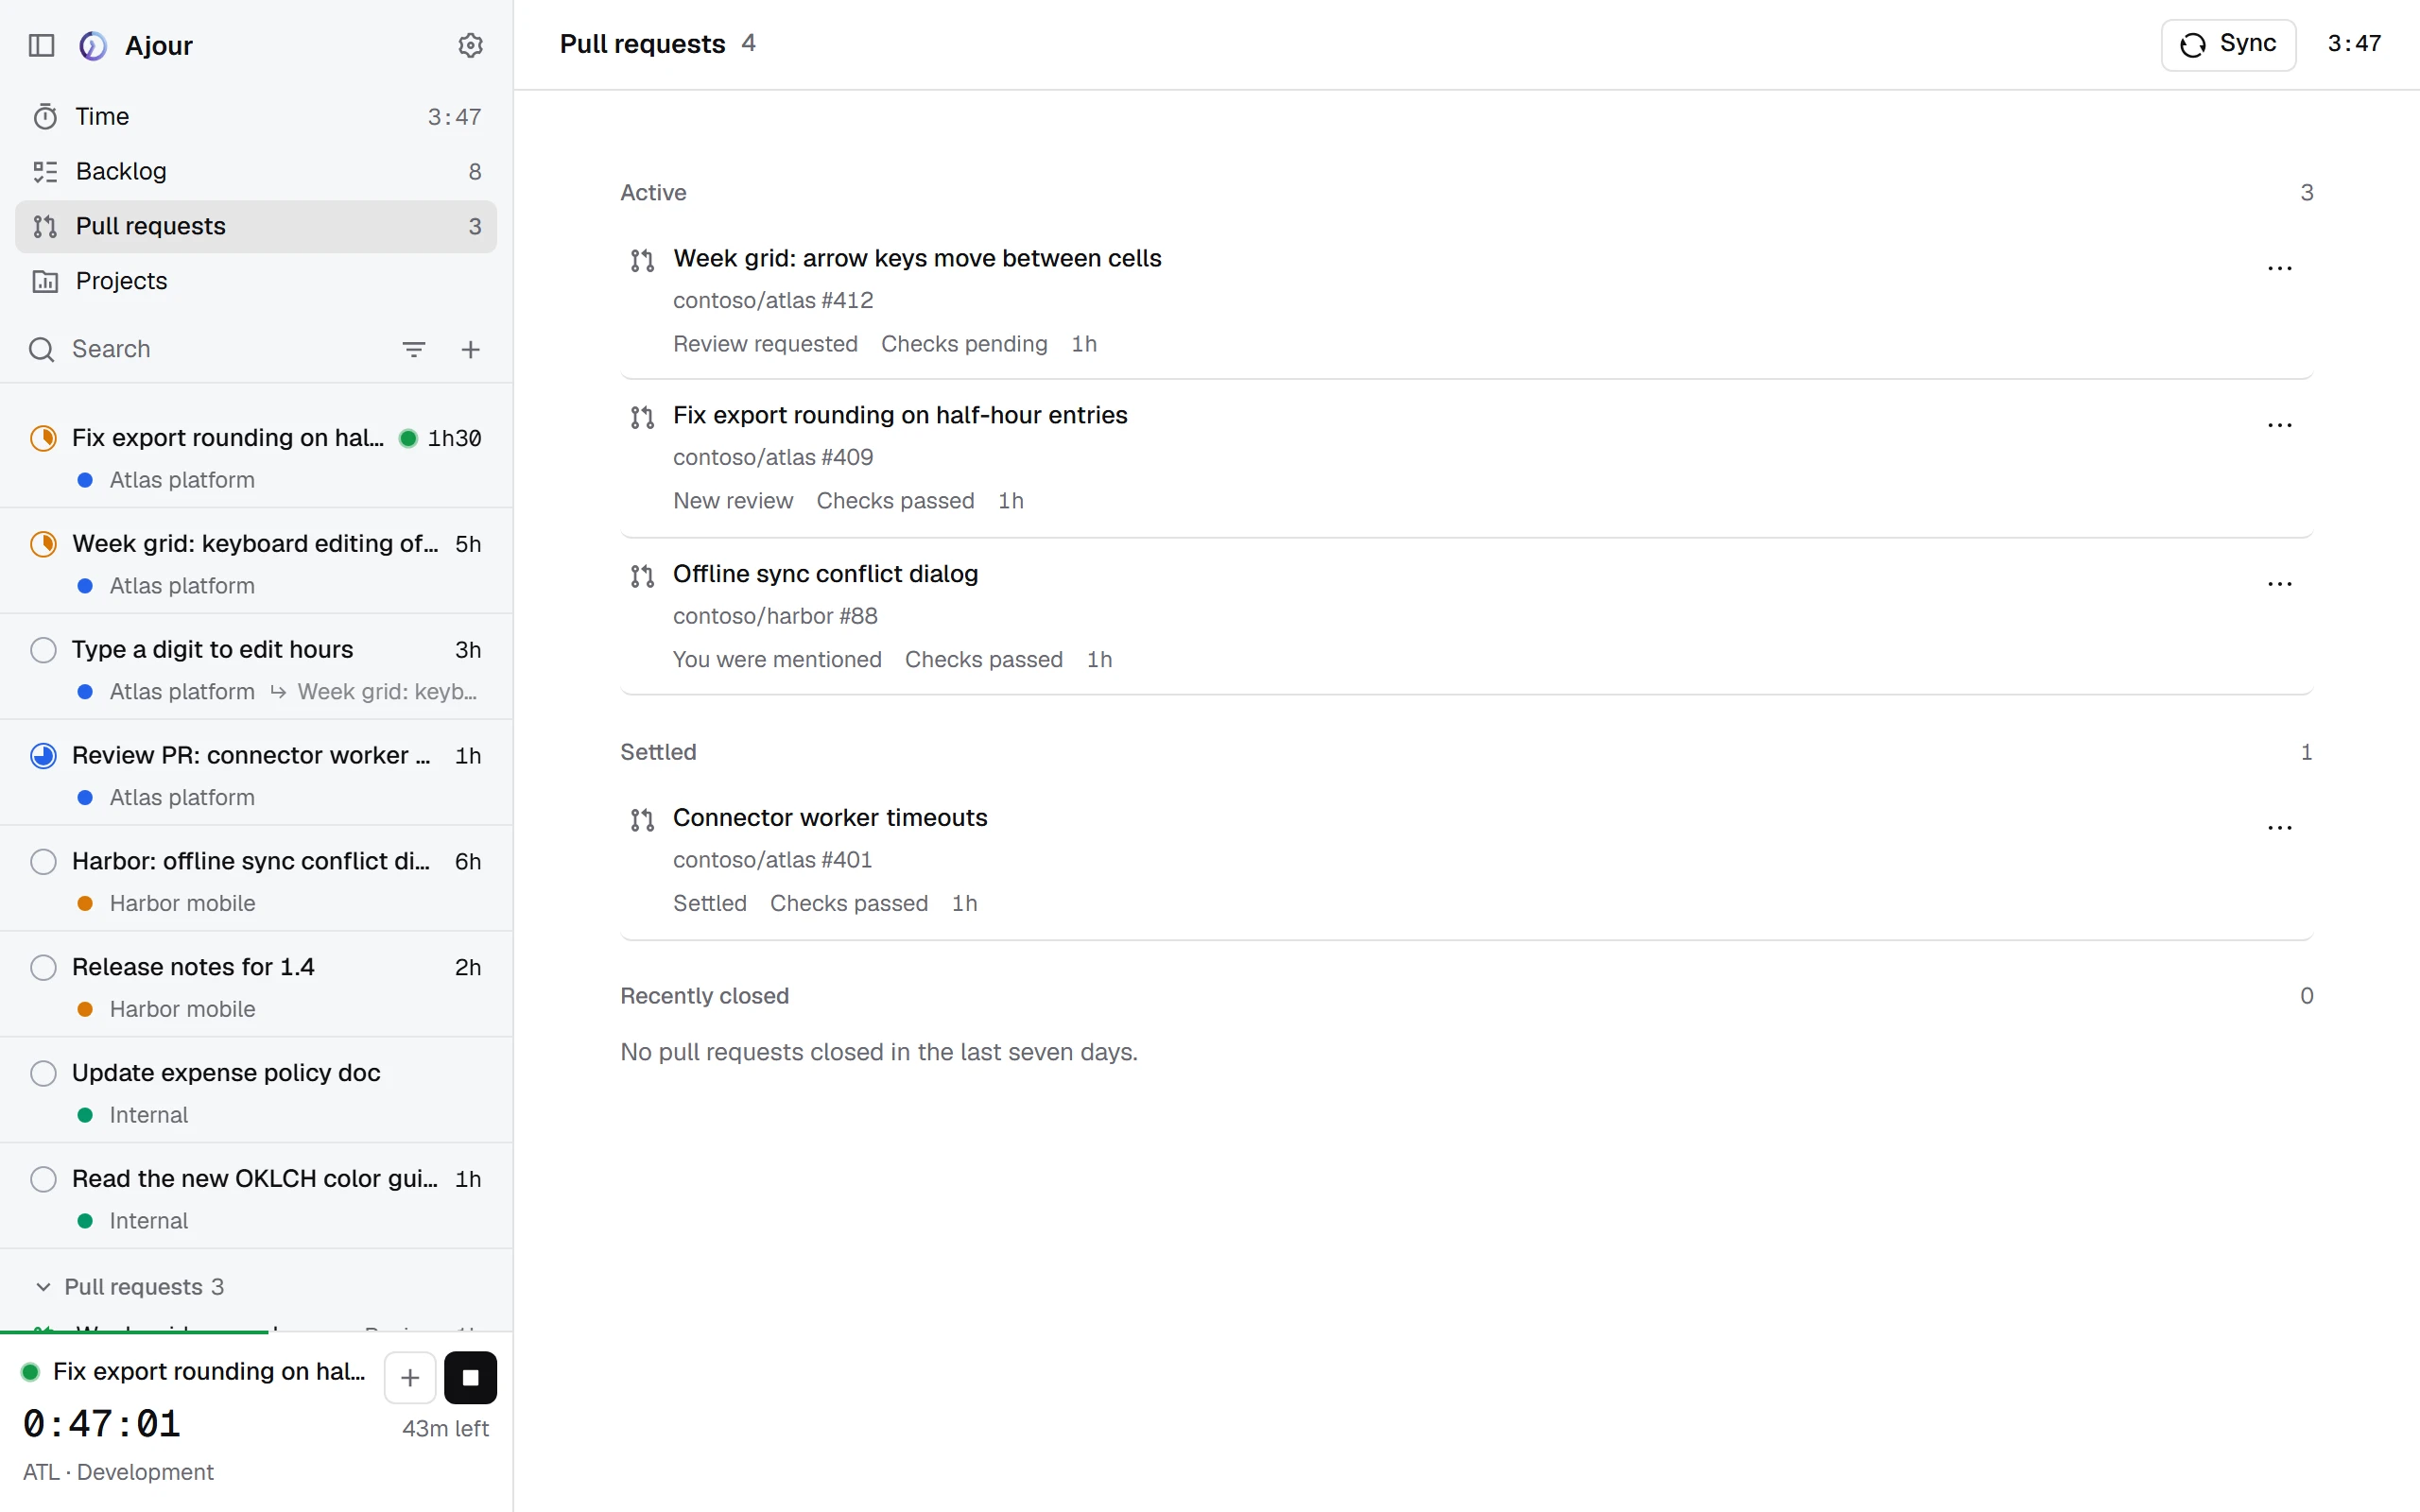 Ajour
Time 3:47
Backlog 8
Pull requests 3
Projects
Search
Fix export rounding on hal... 1h30
Atlas platform
Week grid: keyboard editing of... 5h
Atlas platform
Type a digit to edit hours 3h
Atlas platform ↳ Week grid: keyb...
Review PR: connector worker ... 1h
Atlas platform
Harbor: offline sync conflict di... 6h
Harbor mobile
Release notes for 1.4 2h
Harbor mobile
Update expense policy doc
Internal
Read the new OKLCH color gui... 1h
Internal
Pull requests 3
Fix export rounding on hal...
0:47:01 43m left
ATL · Development
Pull requests 4
Sync 3:47
Active 3
Week grid: arrow keys move between cells
contoso/atlas #412
Review requested Checks pending 1h
Fix export rounding on half-hour entries
contoso/atlas #409
New review Checks passed 1h
Offline sync conflict dialog
contoso/harbor #88
You were mentioned Checks passed 1h
Settled 1
Connector worker timeouts
contoso/atlas #401
Settled Checks passed 1h
Recently closed 0
No pull requests closed in the last seven days.